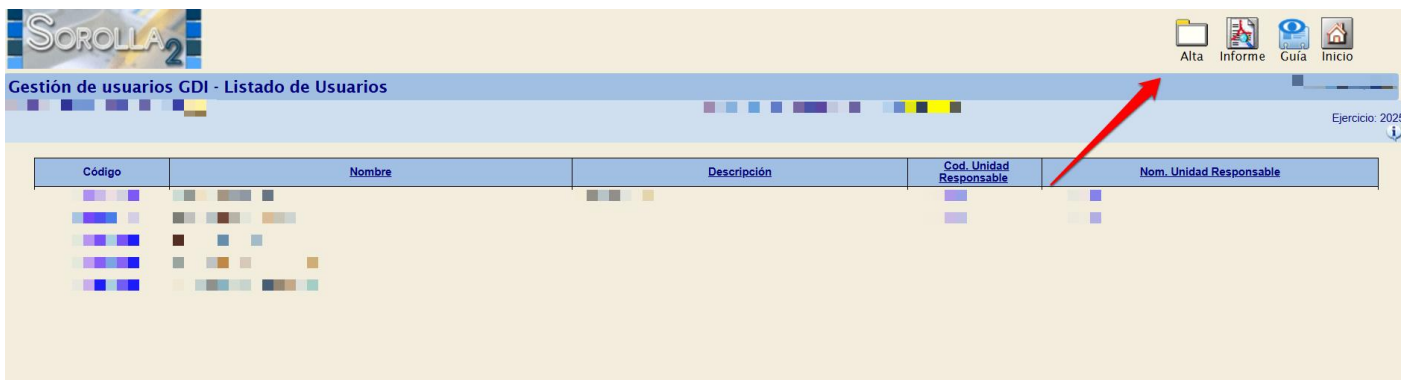 SOROLLA2
Alta Informe Guía Inicio
Gestión de usuarios GDI - Listado de Usuarios
Ejercicio: 2025
Código Nombre Descripción Cod. Unidad Responsable Nom. Unidad Responsable